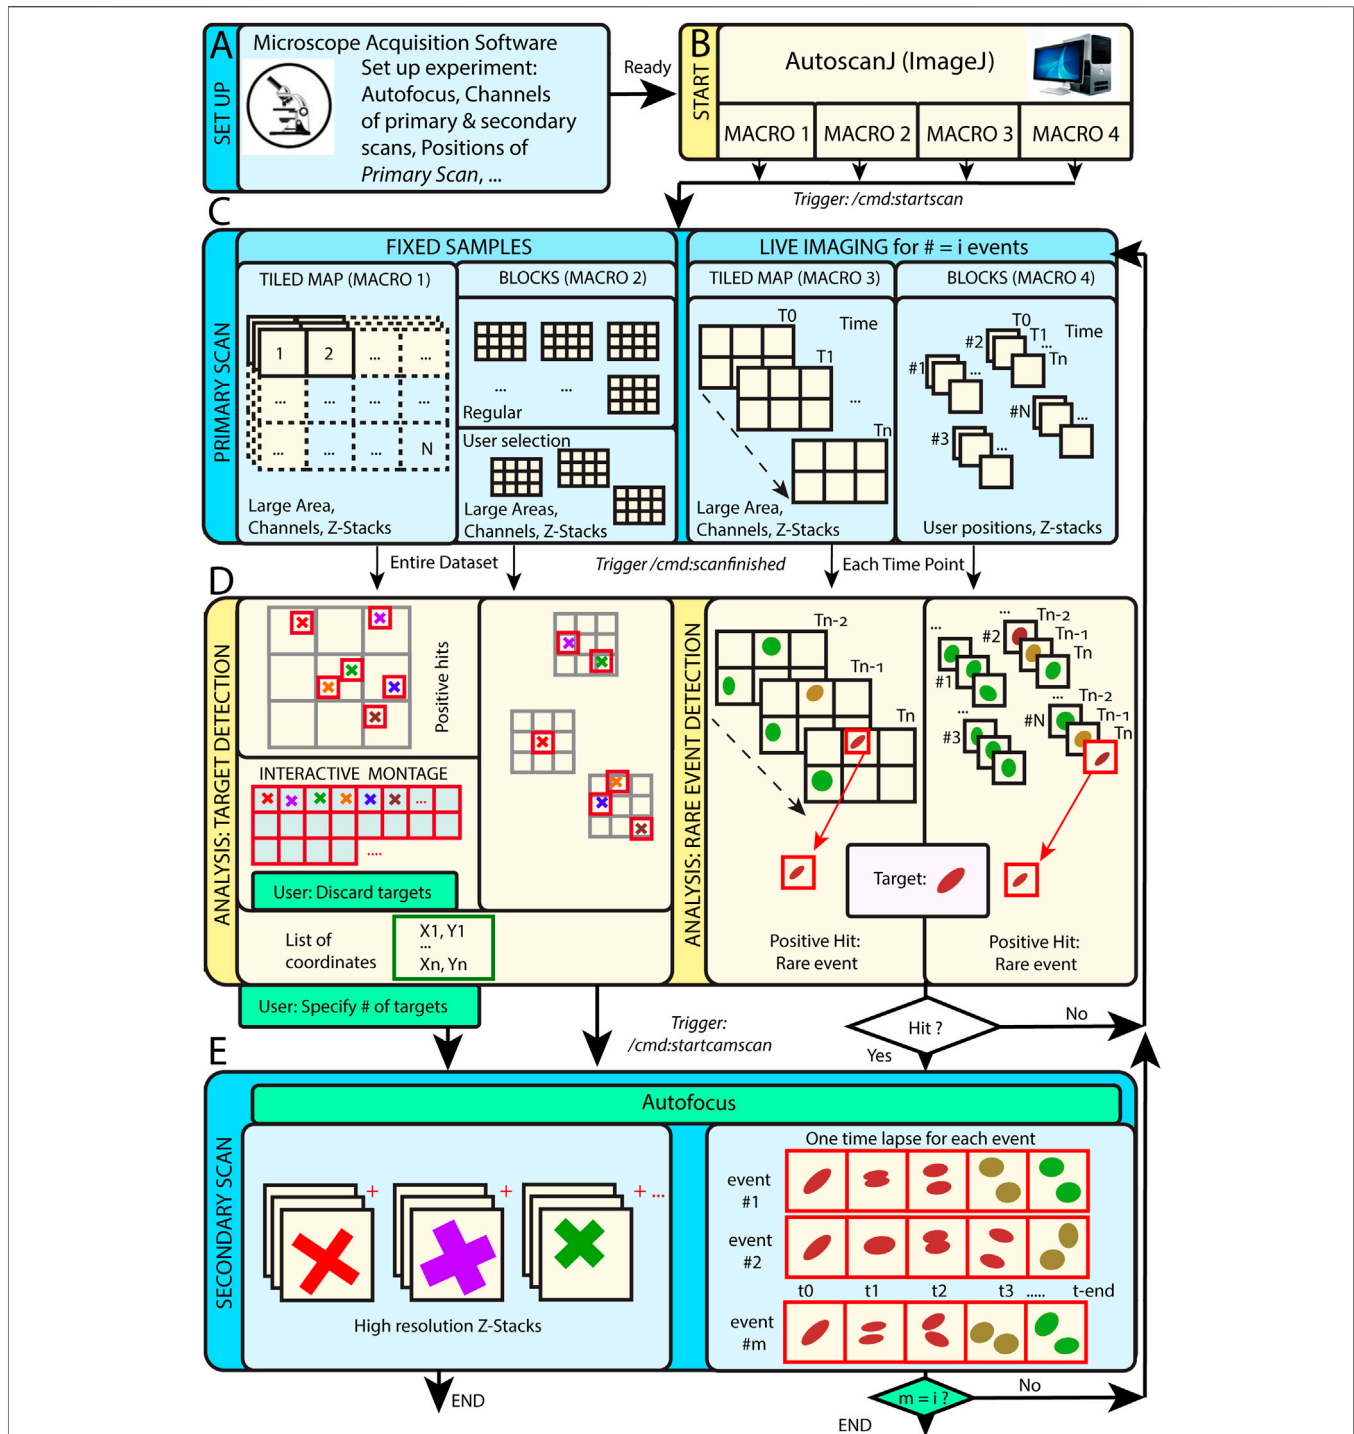 A
SET UP
Microscope Acquisition Software
Set up experiment:
Autofocus, Channels
of primary & secondary
scans, Positions of
Primary Scan, ...
Ready
B
START
AutoscanJ (ImageJ)
MACRO 1
MACRO 2
MACRO 3
MACRO 4
Trigger: /cmd:startscan
C
PRIMARY SCAN
FIXED SAMPLES
TILED MAP (MACRO 1)
1
2
...
...
...
...
...
...
...
...
...
N
Large Area,
Channels, Z-Stacks
BLOCKS (MACRO 2)
...
...
Regular
User selection
Large Areas,
Channels, Z-Stacks
LIVE IMAGING for # = i events
TILED MAP (MACRO 3)
T0
Time
T1
...
Tn
Large Area,
Channels, Z-Stacks
BLOCKS (MACRO 4)
T0
Time
#2
T1
...
Tn
#1
...
#N
...
#3
...
User positions, Z-stacks
Entire Dataset
Trigger /cmd:scanfinished
Each Time Point
D
ANALYSIS: TARGET DETECTION
Positive hits
INTERACTIVE MONTAGE
...
....
User: Discard targets
List of
coordinates
X1, Y1
...
Xn, Yn
User: Specify # of targets
ANALYSIS: RARE EVENT DETECTION
Tn-2
Tn-1
Tn
Positive Hit:
Rare event
...
Tn-2
...
#2
Tn-1
Tn
#1
...
Tn-2
...
#N
Tn-1
#3
Tn
Target:
Positive Hit:
Rare event
Hit ?
No
Yes
Trigger:
/cmd:startcamscan
E
SECONDARY SCAN
Autofocus
+
+
+ ...
High resolution Z-Stacks
END
One time lapse for each event
event
#1
event
#2
t0
t1
t2
t3
.....
t-end
event
#m
m = i ?
No
END